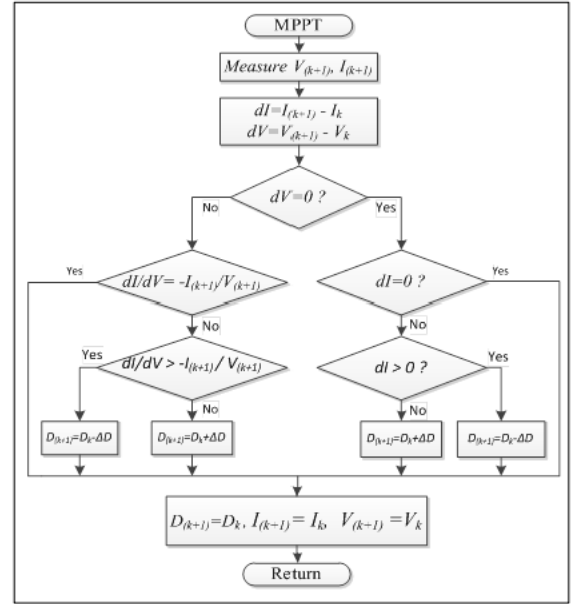 MPPT
Measure V(k+1), I(k+1)
dI=I(k+1) - Ik
dV=V(k+1) - Vk
dV=0 ?
No
Yes
Yes
dI/dV= -I(k+1)/V(k+1)
dI=0 ?
Yes
No
No
Yes
dI/dV > -I(k+1) / V(k+1)
dI > 0 ?
Yes
No
No
D(k+1)=Dk-ΔD
D(k+1)=Dk+ΔD
D(k+1)=Dk+ΔD
D(k+1)=Dk-ΔD
D(k+1)=Dk, I(k+1)= Ik, V(k+1) =Vk
Return